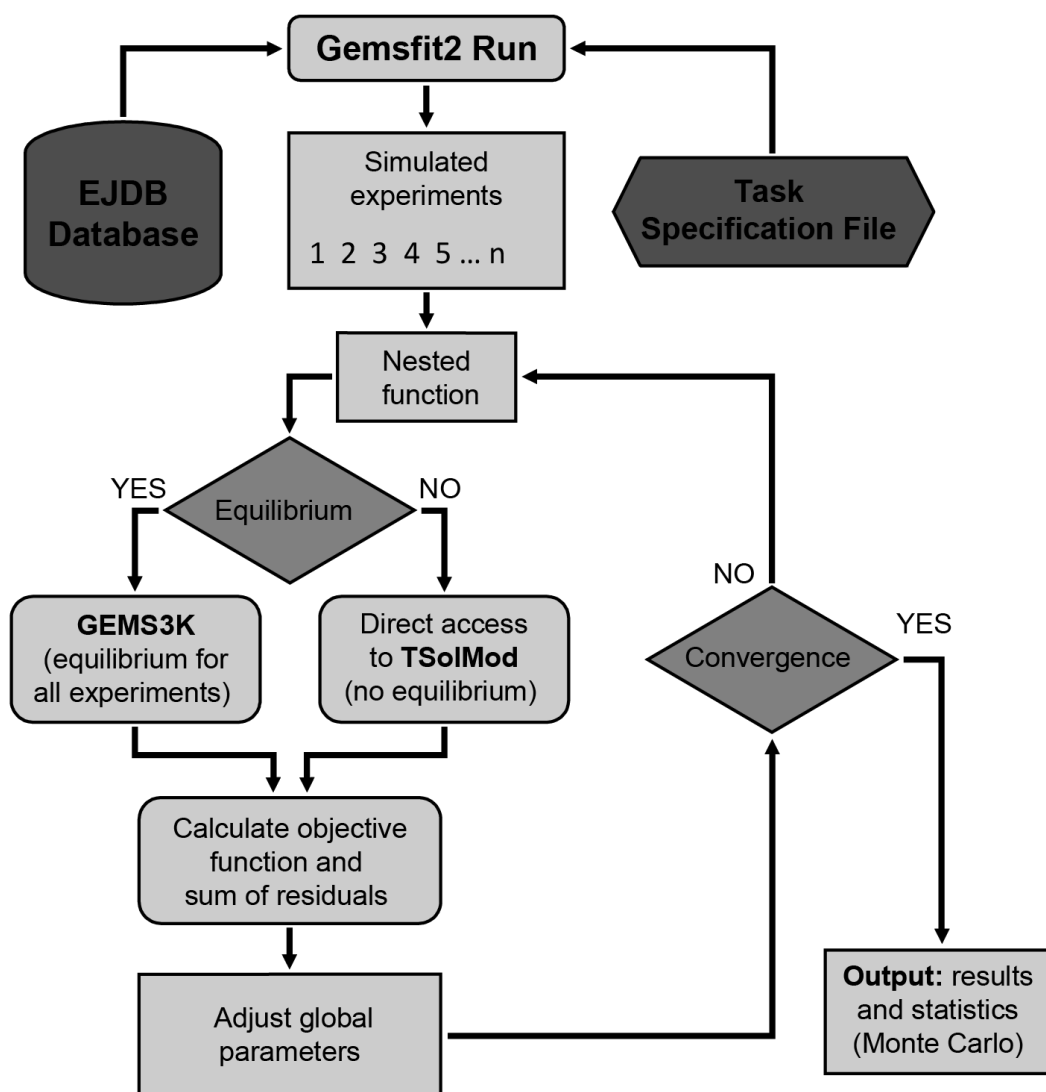 Gemsfit2 Run
EJDB
Database
Simulated
experiments
1 2 3 4 5 ... n
Task
Specification File
Nested
function
YES
NO
Equilibrium
GEMS3K
(equilibrium for
all experiments)
Direct access
to TSolMod
(no equilibrium)
NO
YES
Convergence
Calculate objective
function and
sum of residuals
Adjust global
parameters
Output: results
and statistics
(Monte Carlo)